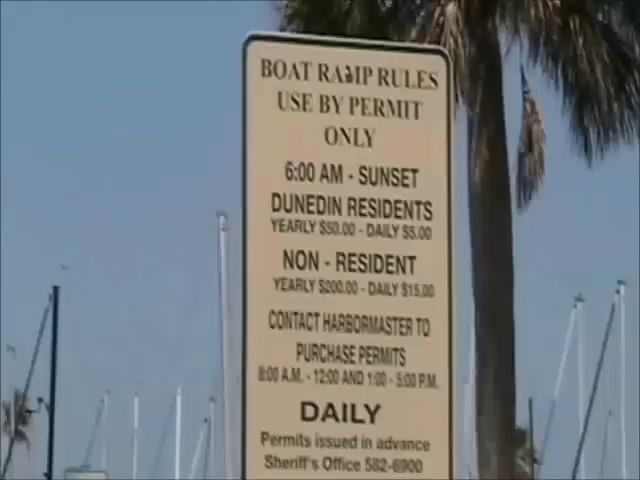 BOAT RAMP RULES
USE BY PERMIT
ONLY
6:00 AM - SUNSET
DUNEDIN RESIDENTS
YEARLY $50.00 - DAILY $5.00
NON - RESIDENT
YEARLY $200.00 - DAILY $15.00
CONTACT HARBORMASTER TO
PURCHASE PERMITS
8:00 A.M. - 12:00 AND 1:00 - 5:00 P.M.
DAILY
Permits issued in advance
Sheriff's Office 582-6900